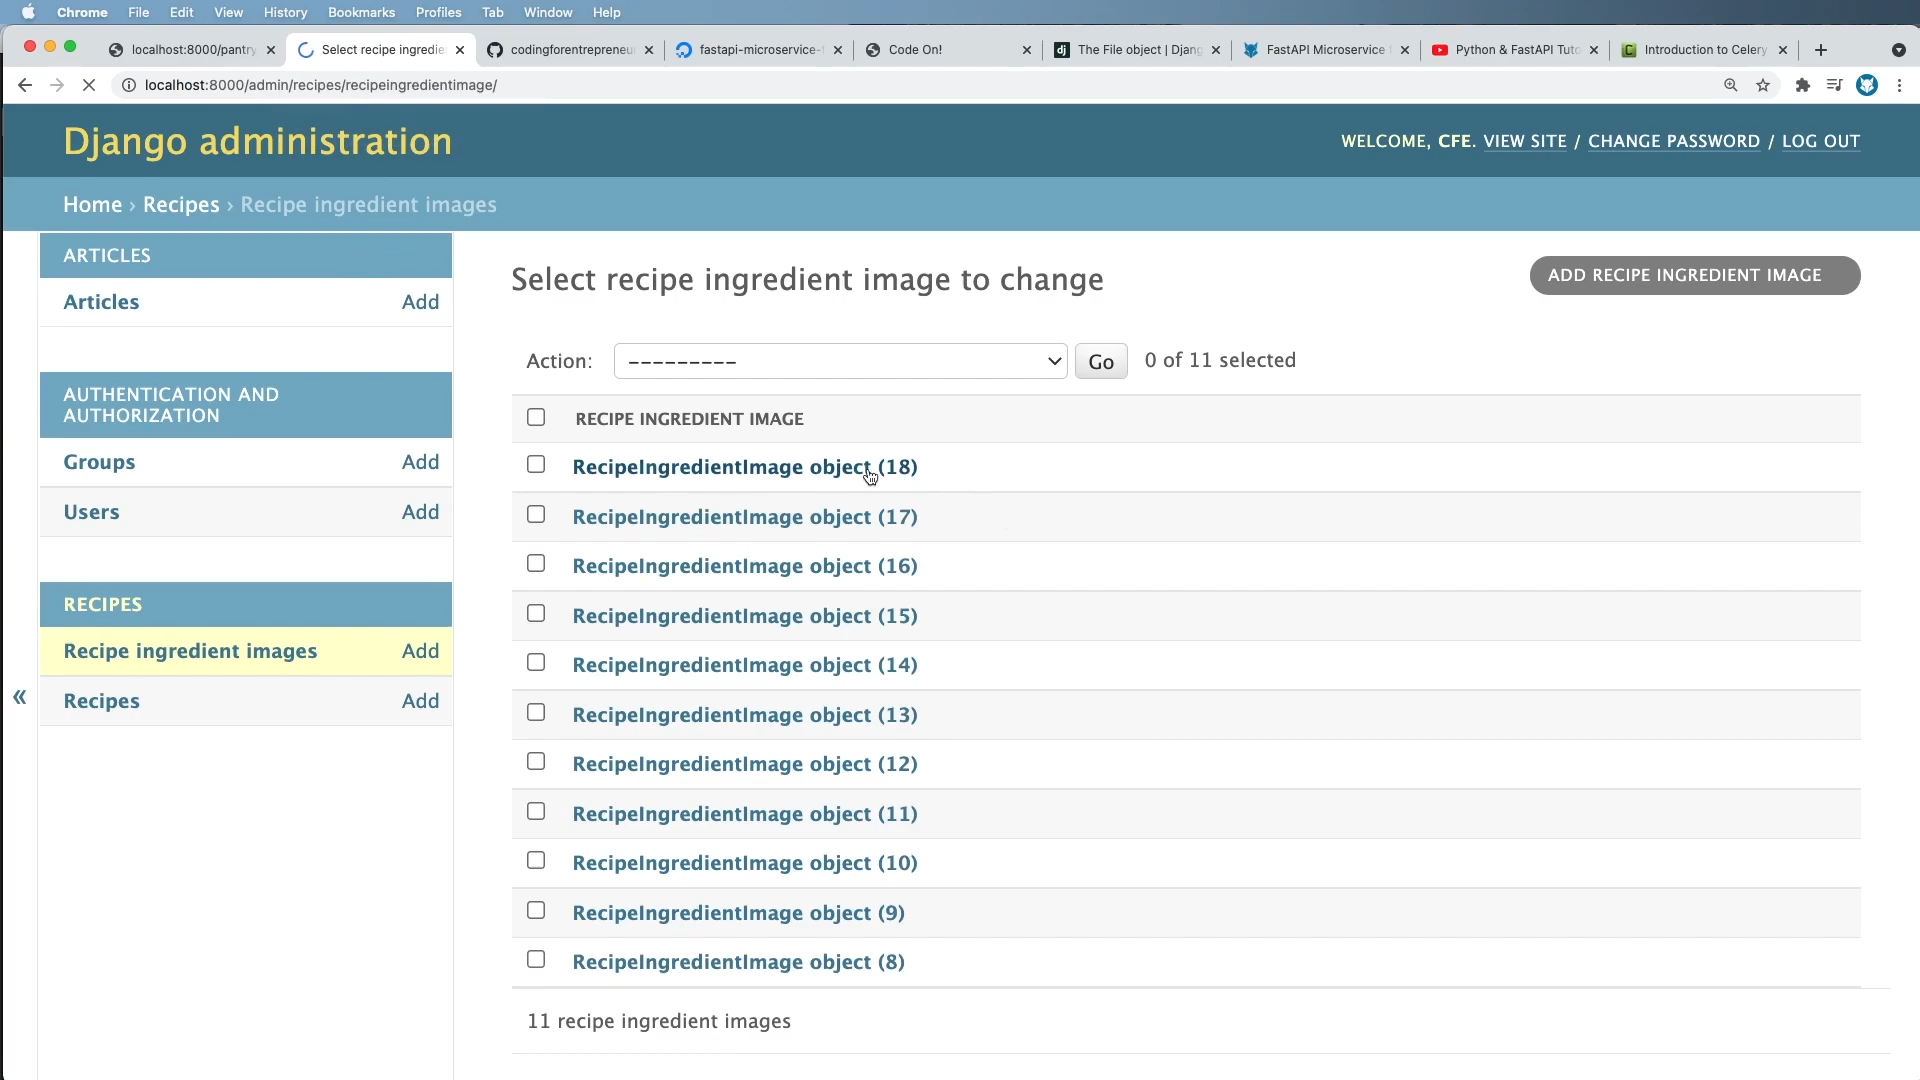 Chrome File Edit View History Bookmarks Profiles Tab Window Help
localhost:8000/pantry
Select recipe ingredie
codingforentrepreneu
fastapi-microservice-
Code On!
The File object | Djang
FastAPI Microservice
Python & FastAPI Tuto
Introduction to Celery
localhost:8000/admin/recipes/recipeingredientimage/
Django administration
WELCOME, CFE. VIEW SITE / CHANGE PASSWORD / LOG OUT
Home › Recipes › Recipe ingredient images
ARTICLES
Articles Add
AUTHENTICATION AND
AUTHORIZATION
Groups Add
Users Add
RECIPES
Recipe ingredient images Add
Recipes Add
«
Select recipe ingredient image to change
ADD RECIPE INGREDIENT IMAGE
Action: --------- Go 0 of 11 selected
RECIPE INGREDIENT IMAGE
RecipeIngredientImage object (18)
RecipeIngredientImage object (17)
RecipeIngredientImage object (16)
RecipeIngredientImage object (15)
RecipeIngredientImage object (14)
RecipeIngredientImage object (13)
RecipeIngredientImage object (12)
RecipeIngredientImage object (11)
RecipeIngredientImage object (10)
RecipeIngredientImage object (9)
RecipeIngredientImage object (8)
11 recipe ingredient images